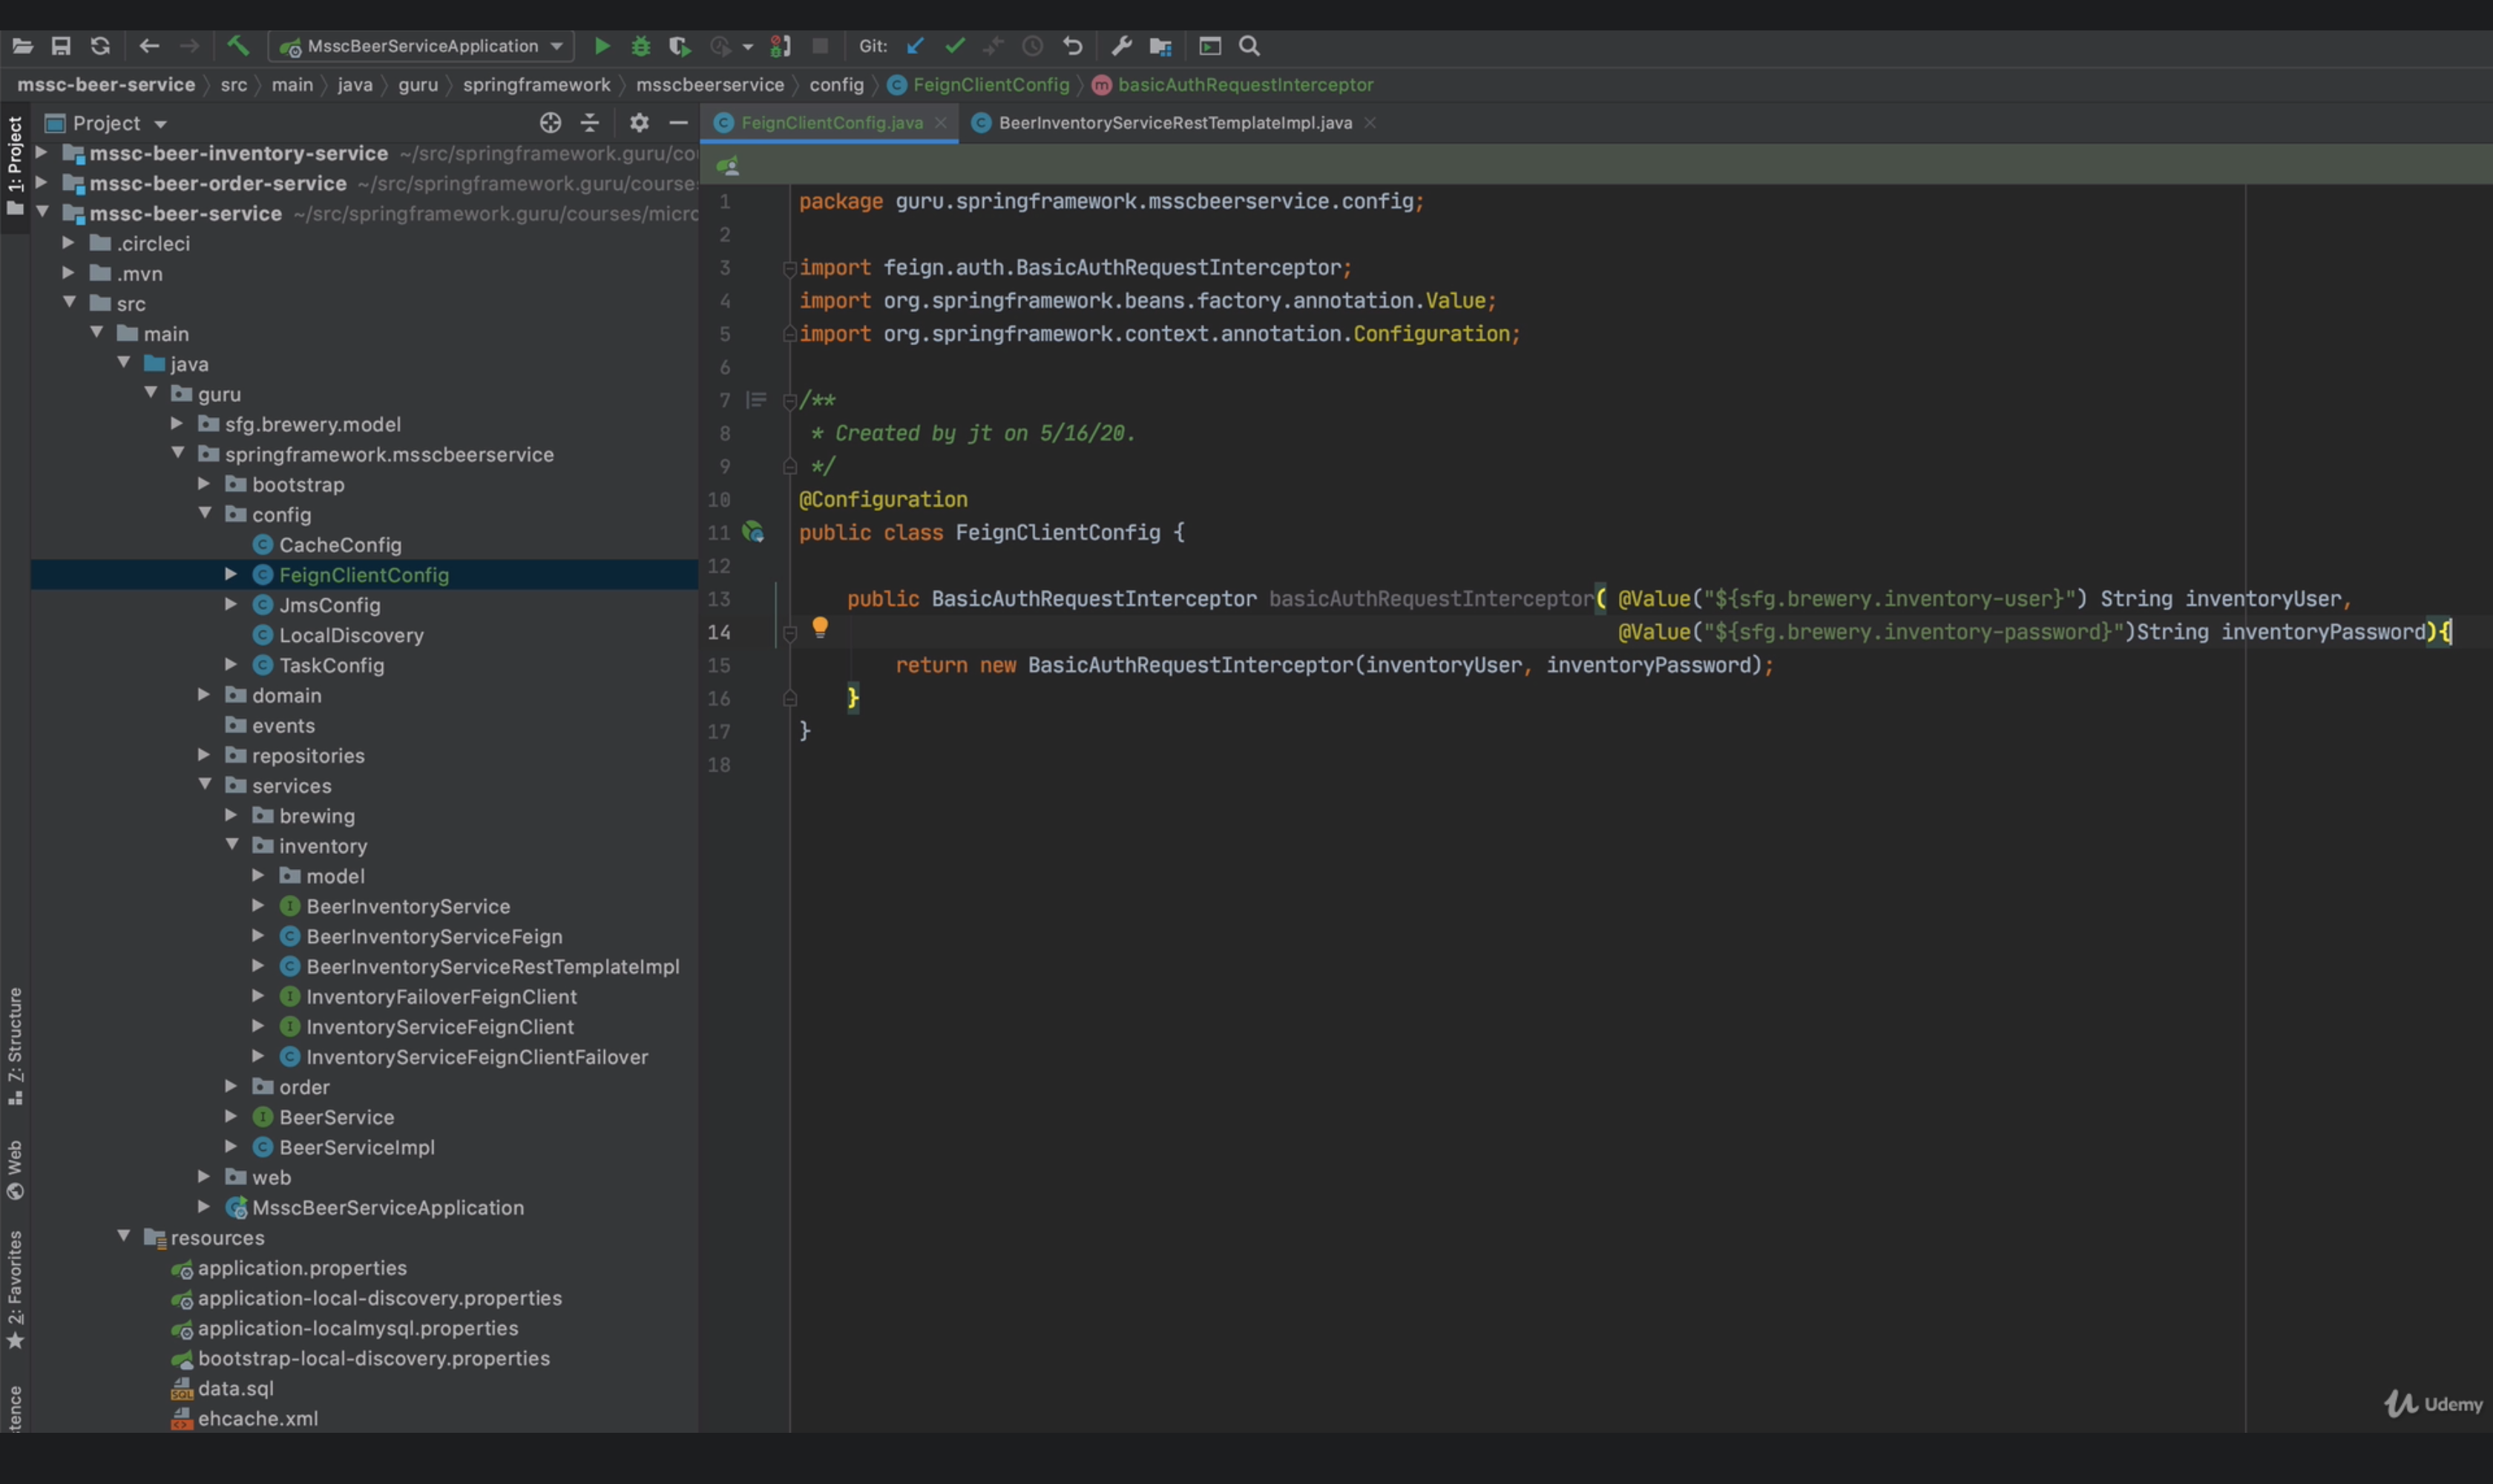 MsscBeerServiceApplication
Git:
mssc-beer-service
src
main
java
guru
springframework
msscbeerservice
config
FeignClientConfig
basicAuthRequestInterceptor
1: Project
Z: Structure
Web
2: Favorites
tence
Project
mssc-beer-inventory-service ~/src/springframework.guru/co
mssc-beer-order-service ~/src/springframework.guru/course
mssc-beer-service ~/src/springframework.guru/courses/micro
.circleci
.mvn
src
main
java
guru
sfg.brewery.model
springframework.msscbeerservice
bootstrap
config
CacheConfig
FeignClientConfig
JmsConfig
LocalDiscovery
TaskConfig
domain
events
repositories
services
brewing
inventory
model
BeerInventoryService
BeerInventoryServiceFeign
BeerInventoryServiceRestTemplateImpl
InventoryFailoverFeignClient
InventoryServiceFeignClient
InventoryServiceFeignClientFailover
order
BeerService
BeerServiceImpl
web
MsscBeerServiceApplication
resources
application.properties
application-local-discovery.properties
application-localmysql.properties
bootstrap-local-discovery.properties
data.sql
ehcache.xml
FeignClientConfig.java
BeerInventoryServiceRestTemplateImpl.java
1 package guru.springframework.msscbeerservice.config;
2
3 import feign.auth.BasicAuthRequestInterceptor;
4 import org.springframework.beans.factory.annotation.Value;
5 import org.springframework.context.annotation.Configuration;
6
7 /**
8 * Created by jt on 5/16/20.
9 */
10 @Configuration
11 public class FeignClientConfig {
12
13 public BasicAuthRequestInterceptor basicAuthRequestInterceptor( @Value("${sfg.brewery.inventory-user}") String inventoryUser,
14 @Value("${sfg.brewery.inventory-password}")String inventoryPassword){
15 return new BasicAuthRequestInterceptor(inventoryUser, inventoryPassword);
16 }
17 }
18
Udemy